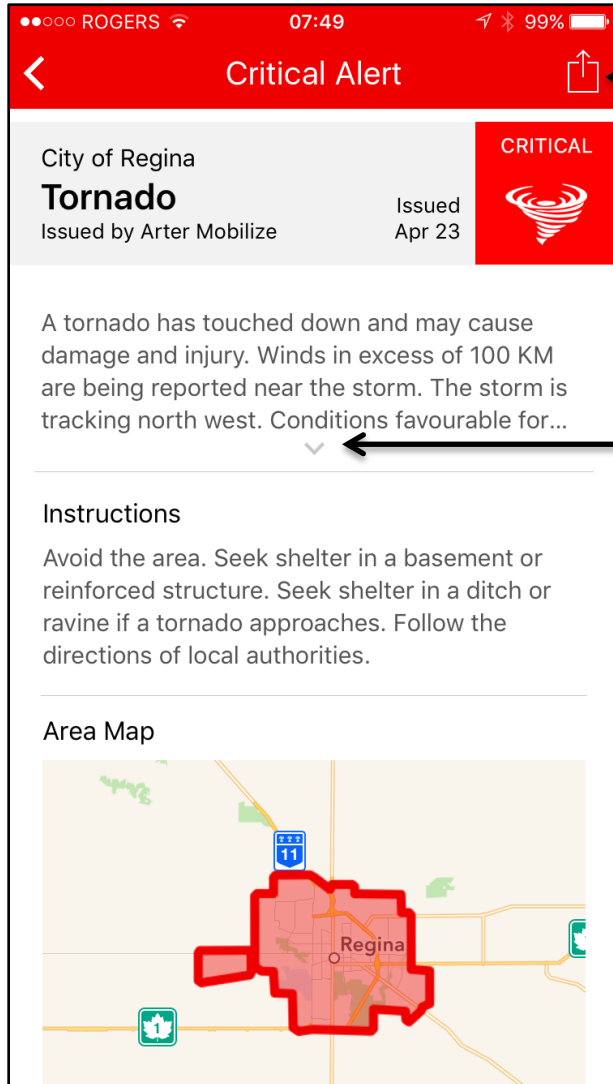 ROGERS 07:49 99%
Critical Alert
City of Regina
Tornado
Issued by Arter Mobilize
Issued
Apr 23
CRITICAL
A tornado has touched down and may cause
damage and injury. Winds in excess of 100 KM
are being reported near the storm. The storm is
tracking north west. Conditions favourable for...
Instructions
Avoid the area. Seek shelter in a basement or
reinforced structure. Seek shelter in a ditch or
ravine if a tornado approaches. Follow the
directions of local authorities.
Area Map
11
Regina
1